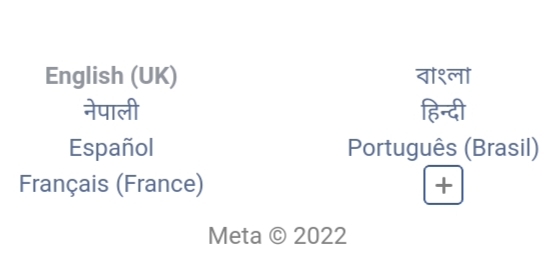 English (UK)
বাংলা
नेपाली
हिन्दी
Español
Português (Brasil)
Français (France)
+
Meta © 2022